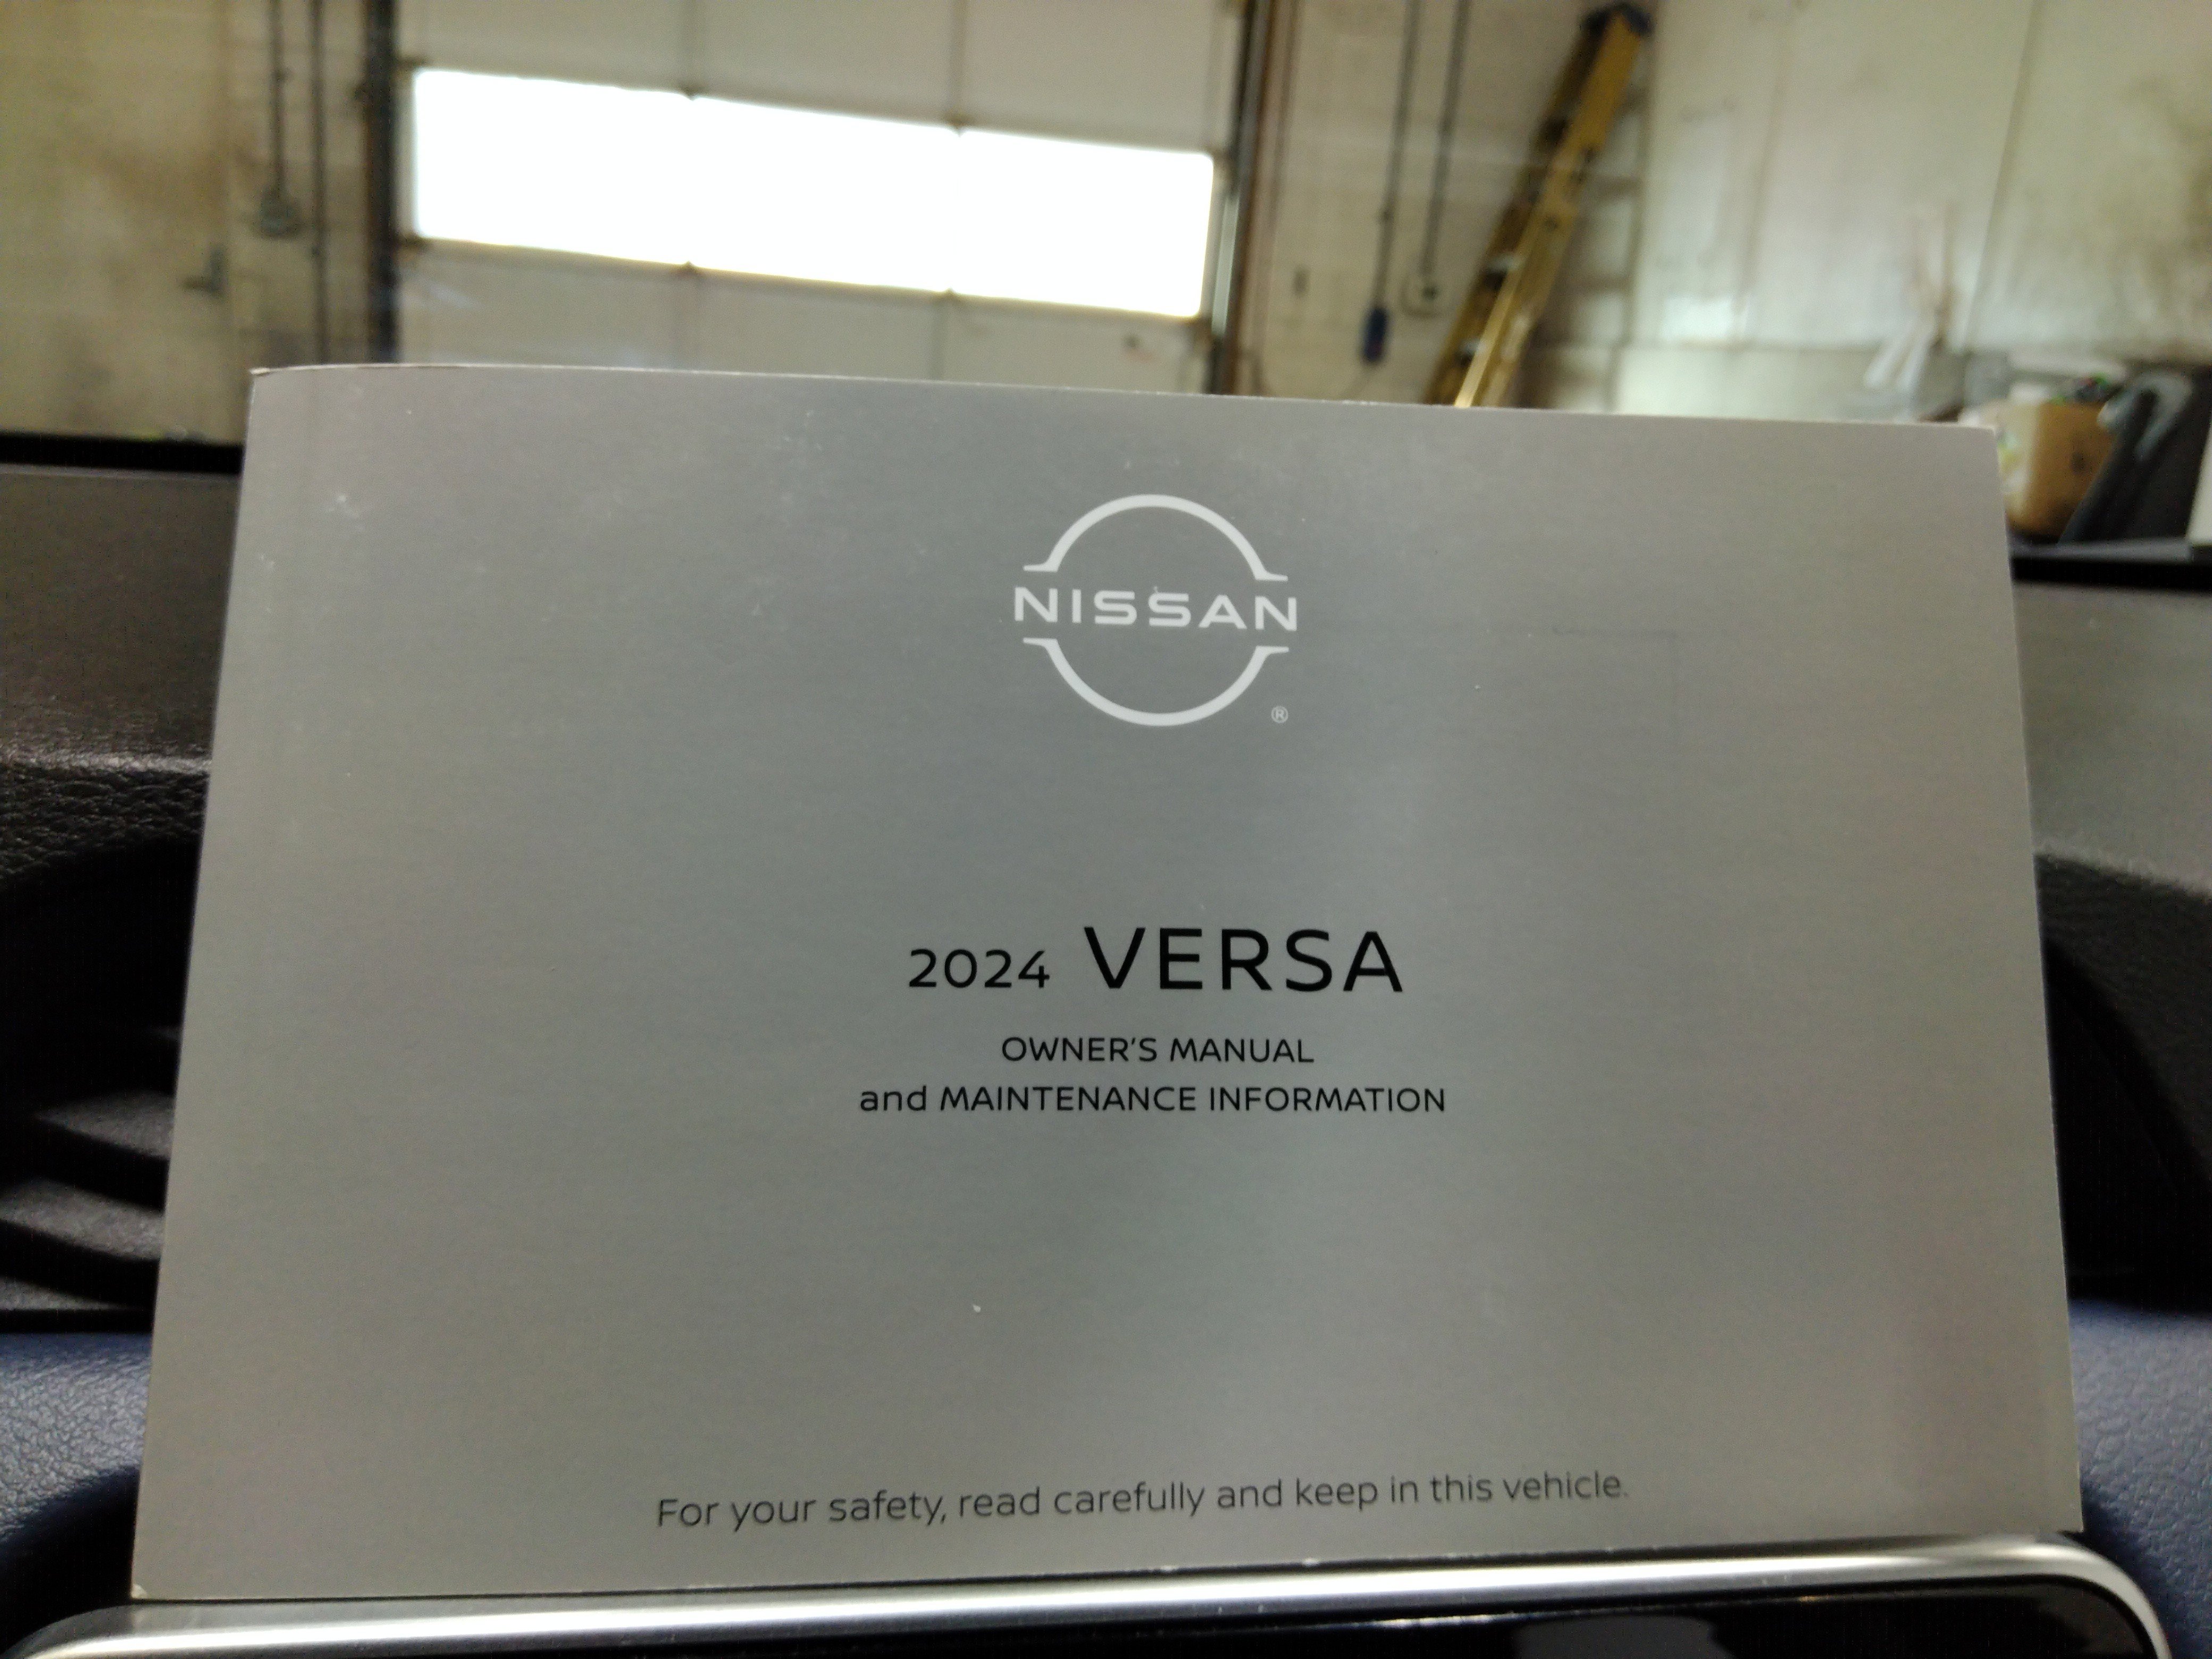 NISSAN
®
2024 VERSA
OWNER'S MANUAL
and MAINTENANCE INFORMATION
For your safety, read carefully and keep in this vehicle.